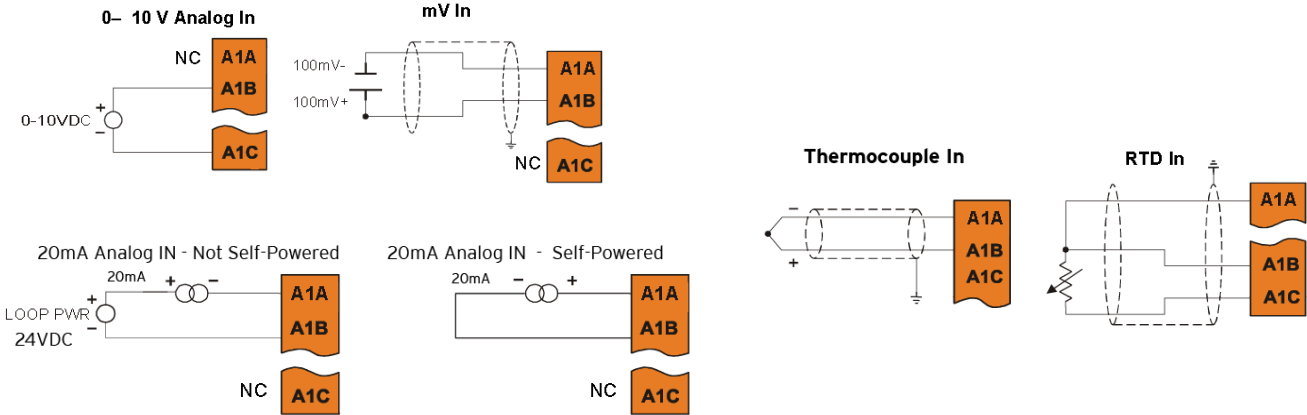 0– 10 V Analog In
NC
A1A
A1B
+
0-10VDC
–
A1C
mV In
100mV-
100mV+
A1A
A1B
NC
A1C
Thermocouple In
–
A1A
A1B
+
A1C
RTD In
A1A
A1B
A1C
20mA Analog IN - Not Self-Powered
20mA
+
–
A1A
+
LOOP PWR
–
A1B
24VDC
NC
A1C
20mA Analog IN - Self-Powered
20mA
–
+
A1A
A1B
NC
A1C